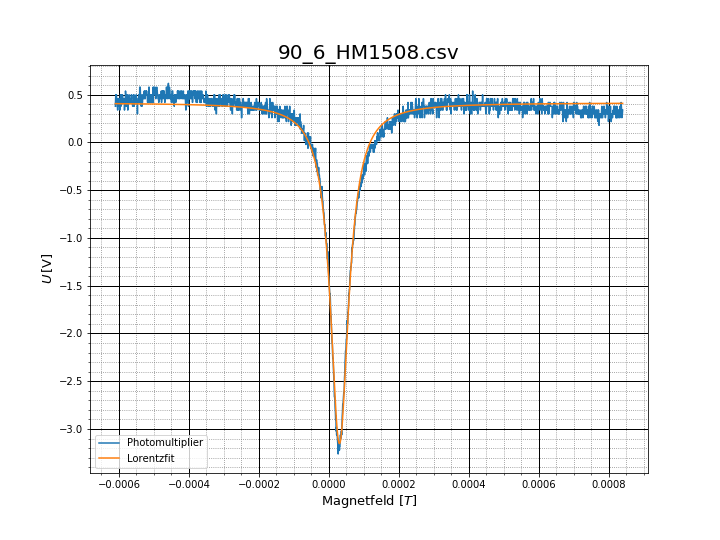 90_6_HM1508.csv
U [V]
0.5
0.0
−0.5
−1.0
−1.5
−2.0
−2.5
−3.0
Photomultiplier
Lorentzfit
−0.0006 −0.0004 −0.0002 0.0000 0.0002 0.0004 0.0006 0.0008
Magnetfeld [T]